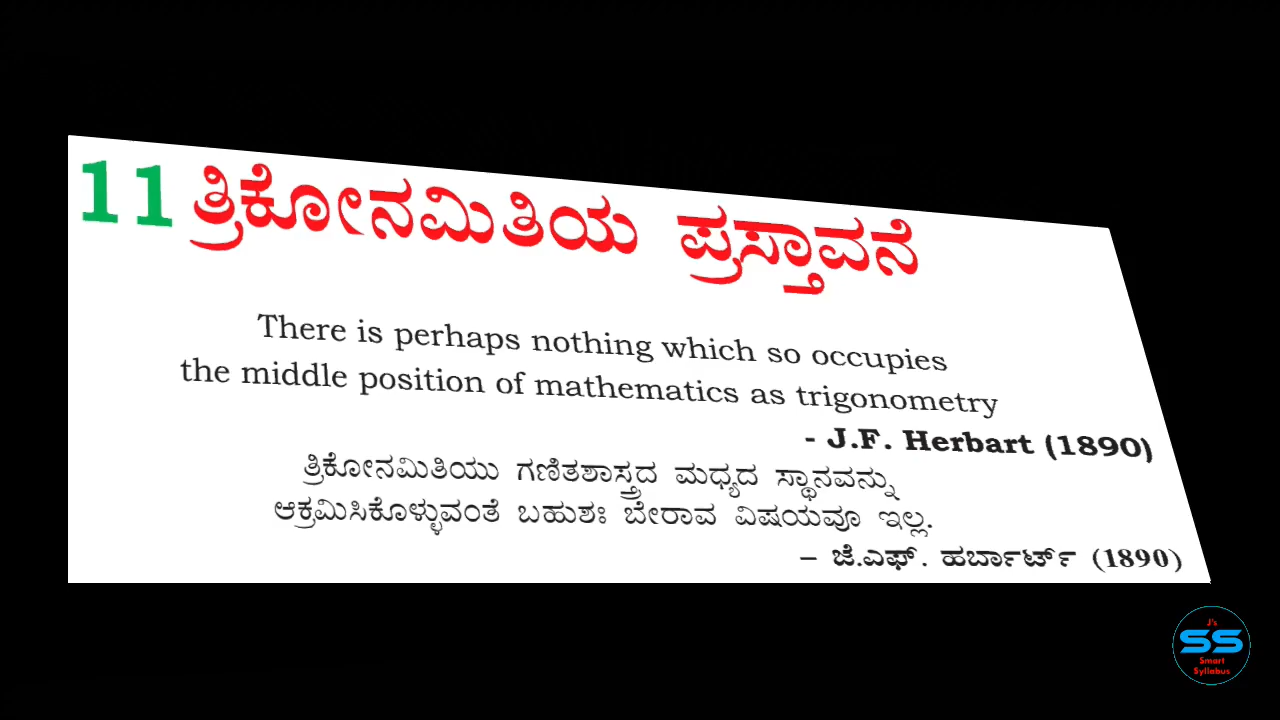 11 ತ್ರಿಕೋನಮಿತಿಯ ಪ್ರಸ್ತಾವನೆ
There is perhaps nothing which so occupies
the middle position of mathematics as trigonometry
- J.F. Herbart (1890)
ತ್ರಿಕೋನಮಿತಿಯು ಗಣಿತಶಾಸ್ತ್ರದ ಮಧ್ಯದ ಸ್ಥಾನವನ್ನು
ಆಕ್ರಮಿಸಿಕೊಳ್ಳುವಂತೆ ಬಹುಶಃ ಬೇರಾವ ವಿಷಯವೂ ಇಲ್ಲ.
– ಜೆ.ಎಫ್. ಹರ್ಬಾರ್ಟ್ (1890)
J's
SS
Smart
Syllabus